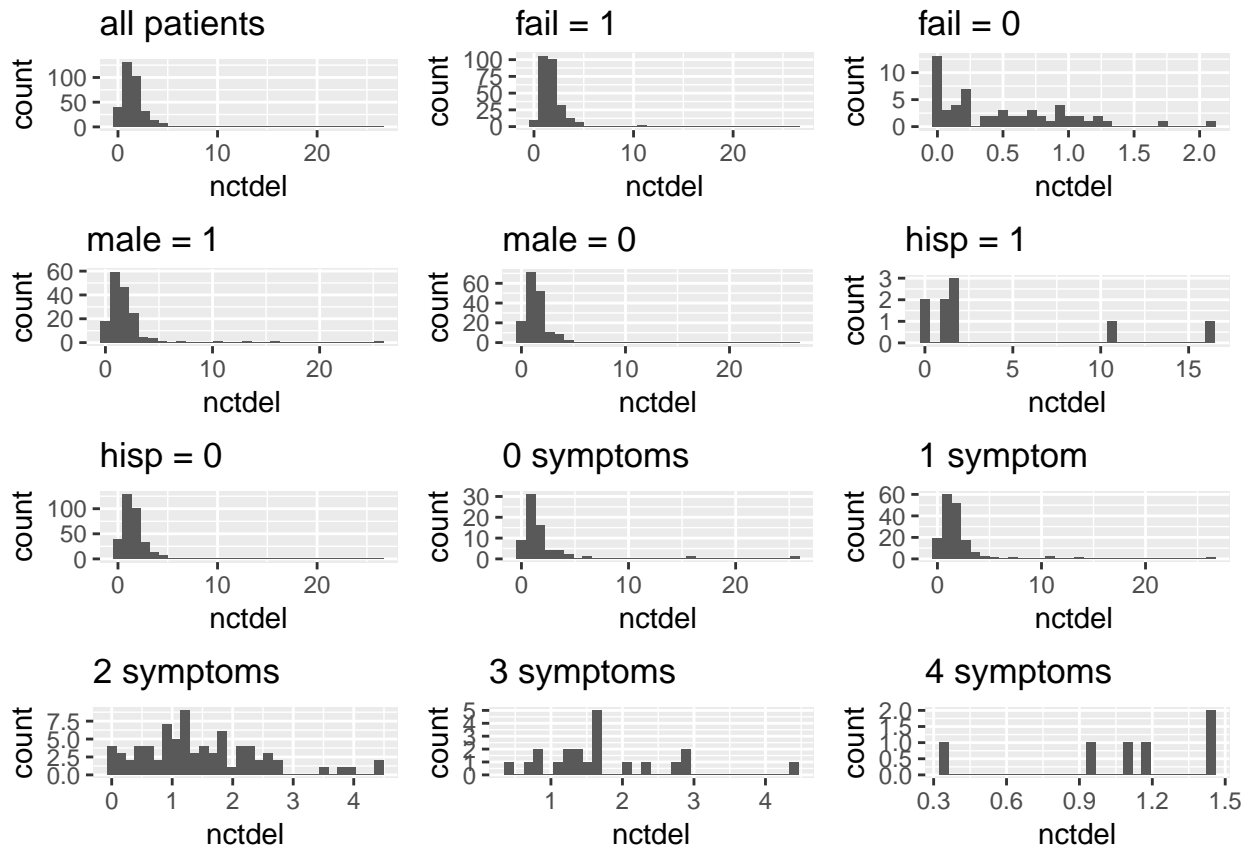 all patients
count
100
50
0
0 10 20
nctdel
fail = 1
count
100
75
50
25
0
0 10 20
nctdel
fail = 0
count
10
5
0
0.0 0.5 1.0 1.5 2.0
nctdel
male = 1
count
60
40
20
0
0 10 20
nctdel
male = 0
count
60
40
20
0
0 10 20
nctdel
hisp = 1
count
3
2
1
0
0 5 10 15
nctdel
hisp = 0
count
100
50
0
0 10 20
nctdel
0 symptoms
count
30
20
10
0
0 10 20
nctdel
1 symptom
count
60
40
20
0
0 10 20
nctdel
2 symptoms
count
7.5
5.0
2.5
0.0
0 1 2 3 4
nctdel
3 symptoms
count
5
4
3
2
1
0
1 2 3 4
nctdel
4 symptoms
count
2.0
1.5
1.0
0.5
0.0
0.3 0.6 0.9 1.2 1.5
nctdel